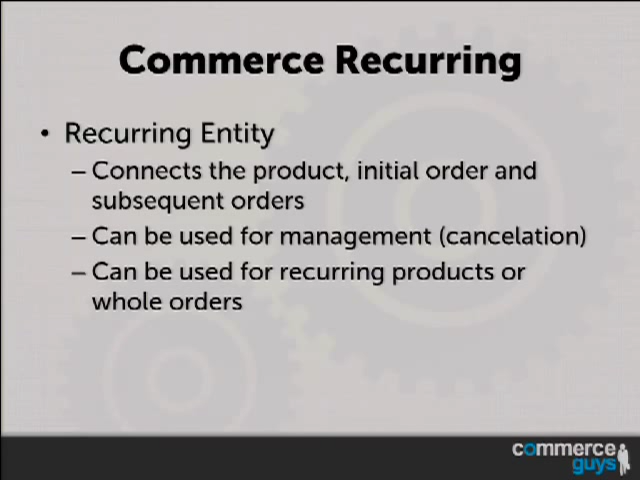 Commerce Recurring
• Recurring Entity
– Connects the product, initial order and
subsequent orders
– Can be used for management (cancelation)
– Can be used for recurring products or
whole orders
commerce
guys